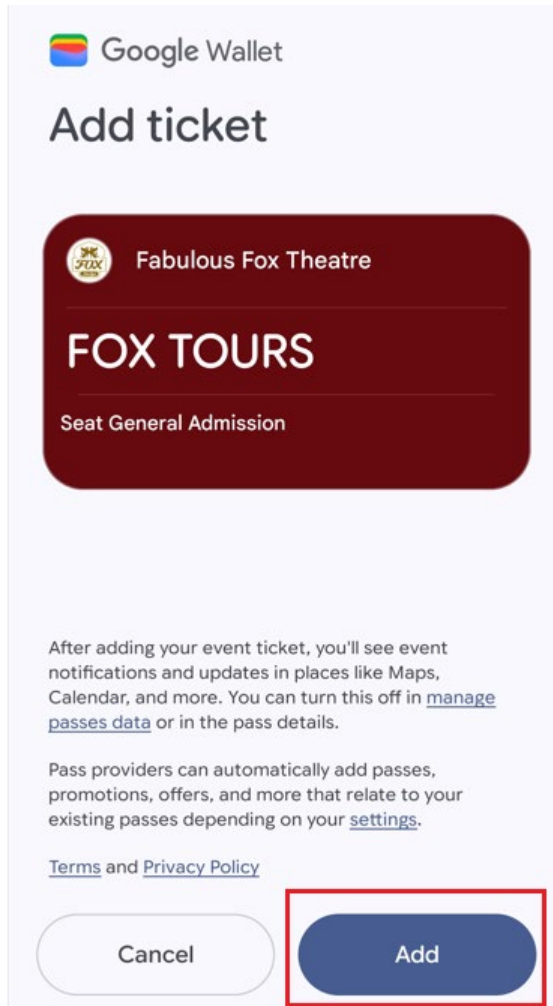 Google Wallet
Add ticket
FOX
Fabulous Fox Theatre
FOX TOURS
Seat General Admission
After adding your event ticket, you'll see event
notifications and updates in places like Maps,
Calendar, and more. You can turn this off in manage
passes data or in the pass details.
Pass providers can automatically add passes,
promotions, offers, and more that relate to your
existing passes depending on your settings.
Terms and Privacy Policy
Cancel
Add